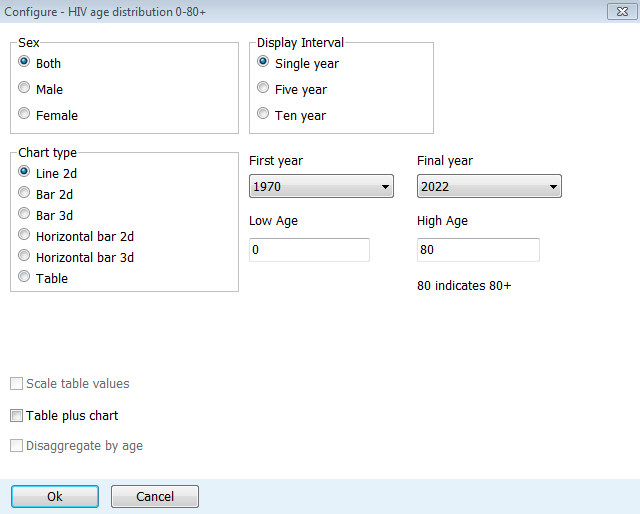 Configure - HIV age distribution 0-80+
Sex
Both
Male
Female
Display Interval
Single year
Five year
Ten year
Chart type
Line 2d
Bar 2d
Bar 3d
Horizontal bar 2d
Horizontal bar 3d
Table
First year
1970
Final year
2022
Low Age
0
High Age
80
80 indicates 80+
Scale table values
Table plus chart
Disaggregate by age
Ok
Cancel